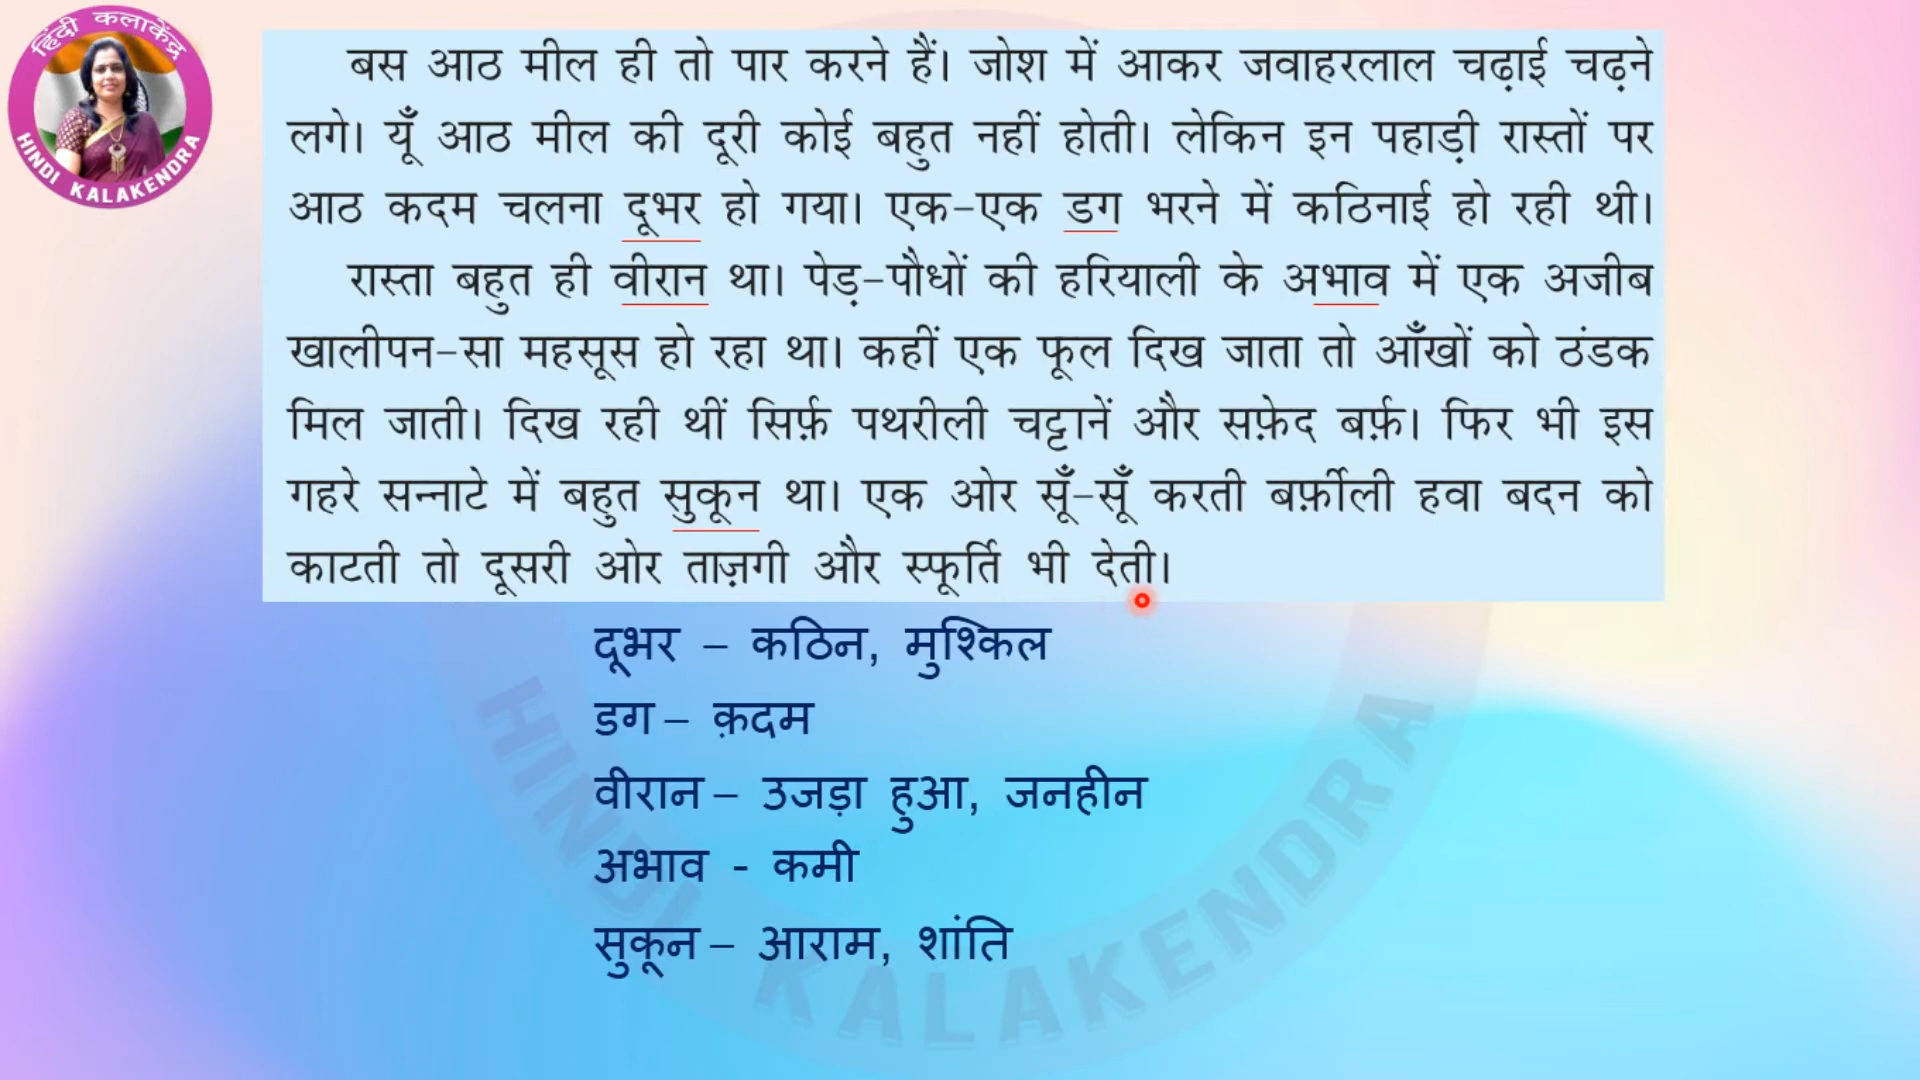 हिंदी कलाकेंद्र
HINDI KALAKENDRA
बस आठ मील ही तो पार करने हैं। जोश में आकर जवाहरलाल चढ़ाई चढ़ने
लगे। यूँ आठ मील की दूरी कोई बहुत नहीं होती। लेकिन इन पहाड़ी रास्तों पर
आठ कदम चलना दूभर हो गया। एक-एक डग भरने में कठिनाई हो रही थी।
रास्ता बहुत ही वीरान था। पेड़-पौधों की हरियाली के अभाव में एक अजीब
खालीपन-सा महसूस हो रहा था। कहीं एक फूल दिख जाता तो आँखों को ठंडक
मिल जाती। दिख रही थीं सिर्फ़ पथरीली चट्टानें और सफ़ेद बर्फ़। फिर भी इस
गहरे सन्नाटे में बहुत सुकून था। एक ओर सूँ-सूँ करती बर्फ़ीली हवा बदन को
काटती तो दूसरी ओर ताज़गी और स्फूर्ति भी देती।
दूभर – कठिन, मुश्किल
डग – क़दम
वीरान – उजड़ा हुआ, जनहीन
अभाव - कमी
सुकून – आराम, शांति
HINDI KALAKENDRA